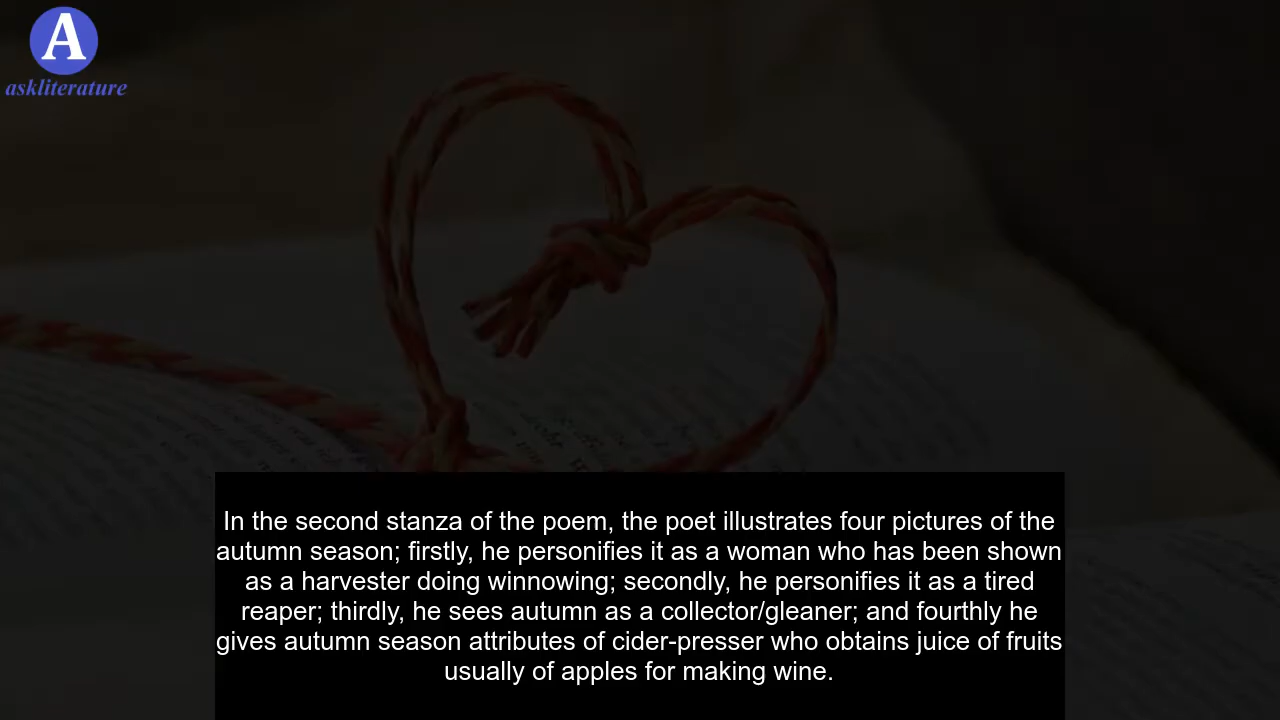 A
askliterature
In the second stanza of the poem, the poet illustrates four pictures of the
autumn season; firstly, he personifies it as a woman who has been shown
as a harvester doing winnowing; secondly, he personifies it as a tired
reaper; thirdly, he sees autumn as a collector/gleaner; and fourthly he
gives autumn season attributes of cider-presser who obtains juice of fruits
usually of apples for making wine.